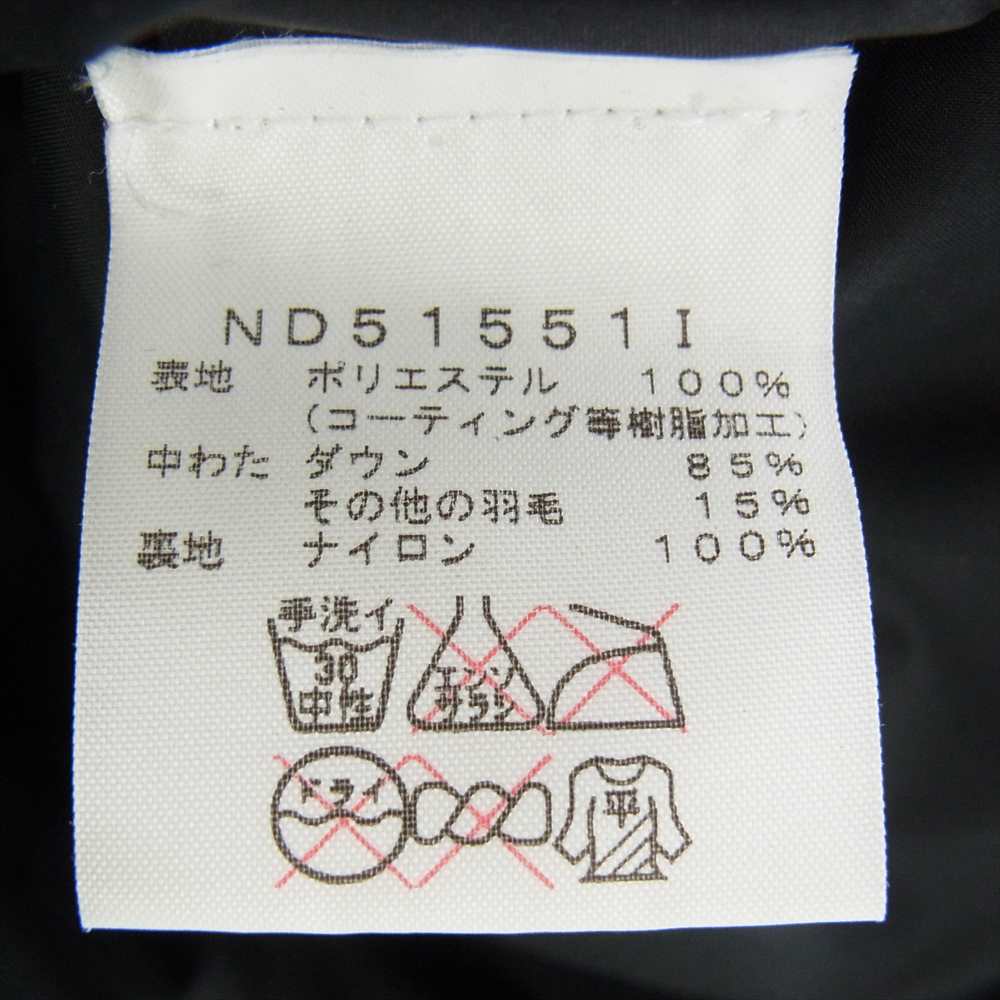 ND51551I
表地 ポリエステル 100%
(コーティング等樹脂加工)
中わた ダウン 85%
その他の羽毛 15%
裏地 ナイロン 100%
手洗イ
30
中性
エンソ
サラシ
ドライ
平